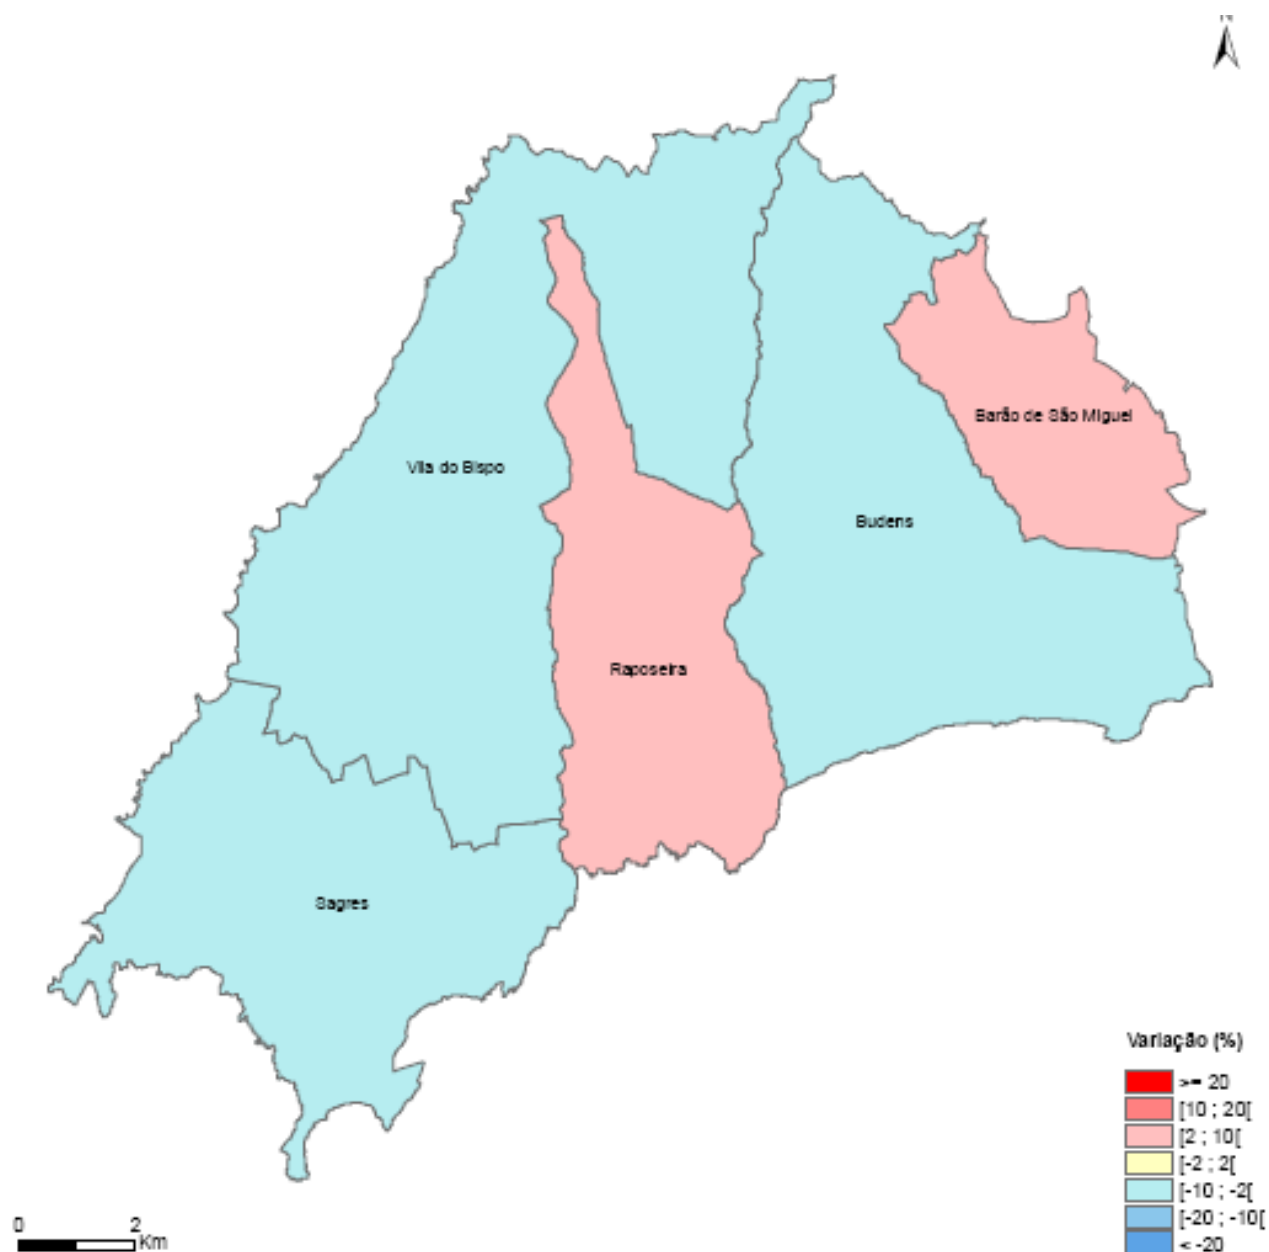 N
Barão de São Miguel
Vila do Bispo
Budens
Raposeira
Sagres
Variação (%)
>= 20
[10 ; 20[
[2 ; 10[
[-2 ; 2[
[-10 ; -2[
[-20 ; -10[
< -20
0 2
Km